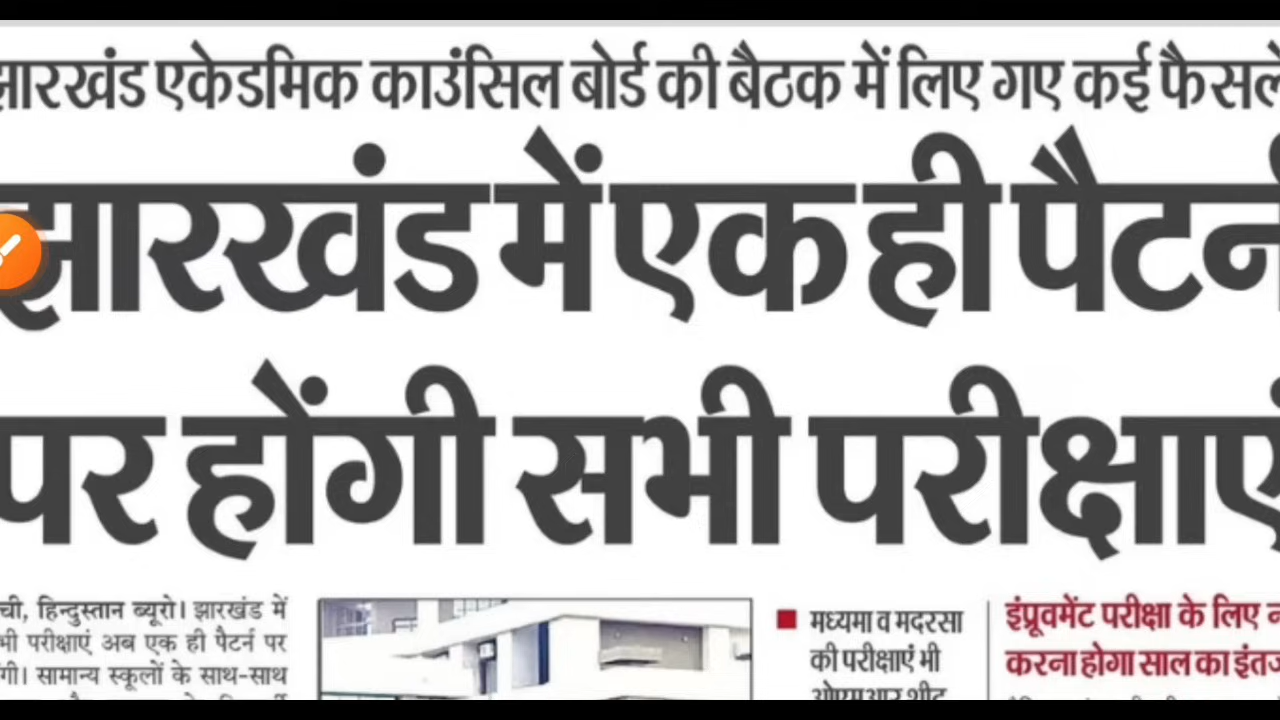 झारखंड एकेडमिक काउंसिल बोर्ड की बैठक में लिए गए कई फैसले
झारखंड में एक ही पैटर्न
पर होंगी सभी परीक्षाएं
हिन्दुस्तान ब्यूरो। झारखंड में
परीक्षाएं अब एक ही पैटर्न पर
सामान्य स्कूलों के साथ-साथ
मध्यमा व मदरसा
की परीक्षाएं भी
ओएमआर शीट
इंप्रूवमेंट परीक्षा के लिए
करना होगा साल का